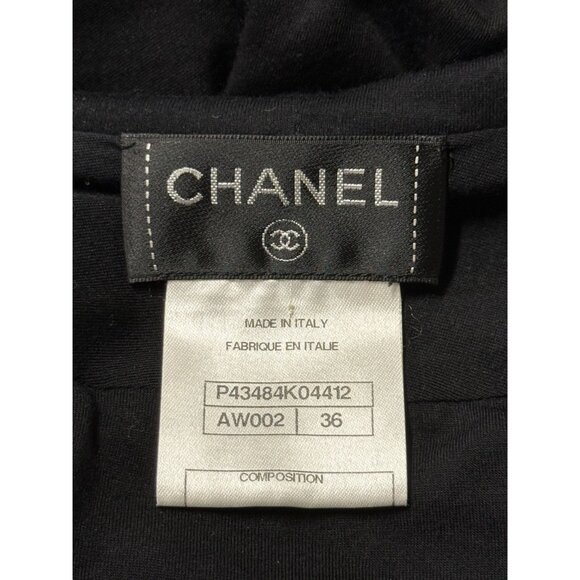 CHANEL
MADE IN ITALY
FABRIQUE EN ITALIE
P43484K04412
AW002 36
COMPOSITION